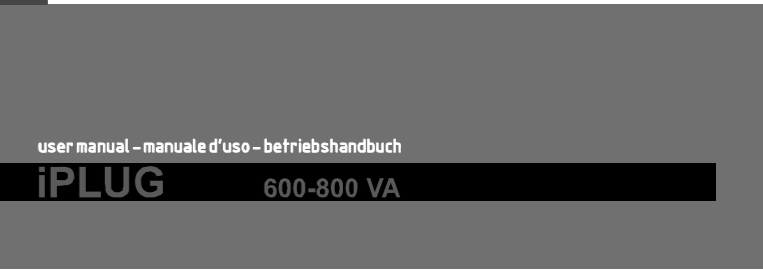 user manual – manuale d'uso – betriebshandbuch
iPLUG 600-800 VA